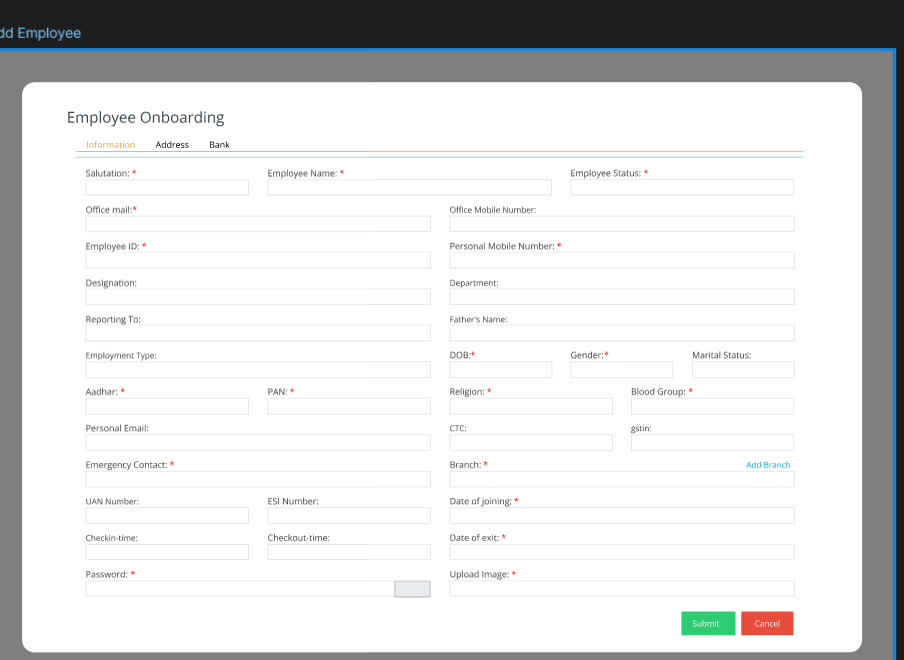 dd Employee
Employee Onboarding
Information Address Bank
Salutation: * Employee Name: * Employee Status: *
Office mail:* Office Mobile Number:
Employee ID: * Personal Mobile Number: *
Designation: Department:
Reporting To: Father's Name:
Employment Type: DOB:* Gender:* Marital Status:
Aadhar: * PAN: * Religion: * Blood Group: *
Personal Email: CTC: gstin:
Emergency Contact: * Branch: * Add Branch
UAN Number: ESI Number: Date of joining: *
Checkin-time: Checkout-time: Date of exit: *
Password: * Upload Image: *
Submit Cancel